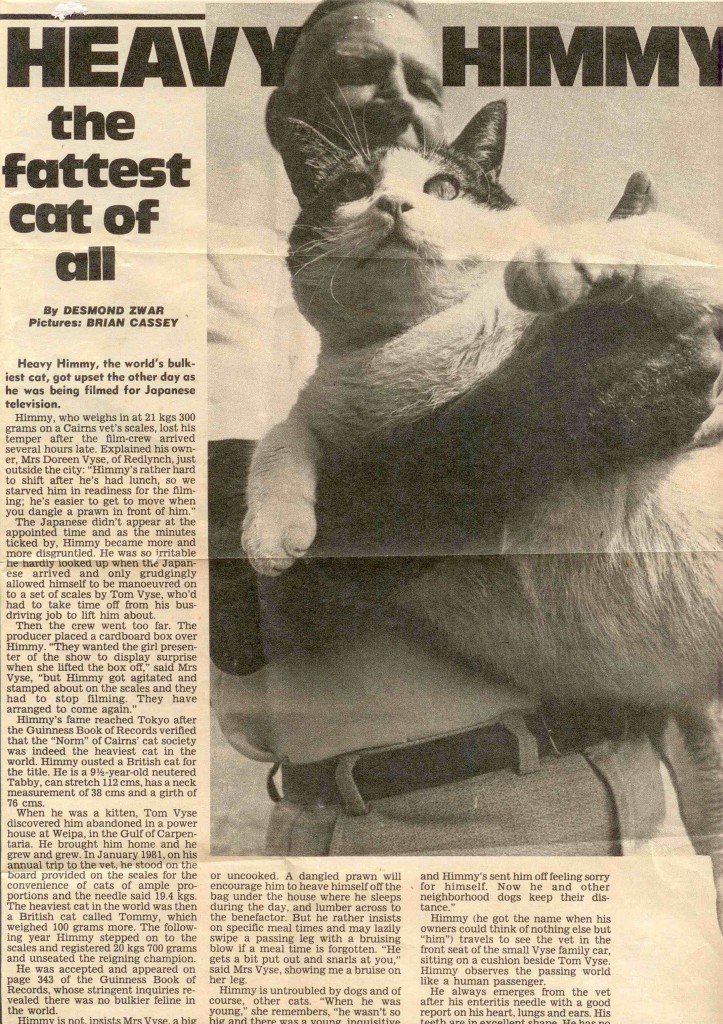 HEAVY HIMMY
the
fattest
cat of
all
By DESMOND ZWAR
Pictures: BRIAN CASSEY
Heavy Himmy, the world's bulk-
iest cat, got upset the other day as
he was being filmed for Japanese
television.
Himmy, who weighs in at 21 kgs 300
grams on a Cairns vet's scales, lost his
temper after the film-crew arrived
several hours late. Explained his own-
er, Mrs Doreen Vyse, of Redlynch, just
outside the city: "Himmy's rather hard
to shift after he's had lunch, so we
starved him in readiness for the film-
ing; he's easier to get to move when
you dangle a prawn in front of him."
The Japanese didn't appear at the
appointed time and as the minutes
ticked by, Himmy became more and
more disgruntled. He was so irritable
he hardly looked up when the Japan-
ese arrived and only grudgingly
allowed himself to be manoeuvred on
to a set of scales by Tom Vyse, who'd
had to take time off from his bus-
driving job to lift him about.
Then the crew went too far. The
producer placed a cardboard box over
Himmy. "They wanted the girl presen-
ter of the show to display surprise
when she lifted the box off," said Mrs
Vyse, "but Himmy got agitated and
stamped about on the scales and they
had to stop filming. They have
arranged to come again."
Himmy's fame reached Tokyo after
the Guinness Book of Records verified
that the "Norm" of Cairns' cat society
was indeed the heaviest cat in the
world. Himmy ousted a British cat for
the title. He is a 9½-year-old neutered
Tabby, can stretch 112 cms, has a neck
measurement of 38 cms and a girth of
76 cms.
When he was a kitten, Tom Vyse
discovered him abandoned in a power
house at Weipa, in the Gulf of Carpen-
taria. He brought him home and he
grew and grew. In January 1981, on his
annual trip to the vet, he stood on the
board provided on the scales for the
convenience of cats of ample pro-
portions and the needle said 19.4 kgs.
The heaviest cat in the world was then
a British cat called Tommy, which
weighed 100 grams more. The follow-
ing year Himmy stepped on to the
scales and registered 20 kgs 700 grams
and unseated the reigning champion.
He was accepted and appeared on
page 343 of the Guinness Book of
Records, whose stringent inquiries re-
vealed there was no bulkier feline in
the world.
Himmy is not, insists Mrs Vyse, a big
or uncooked. A dangled prawn will
encourage him to heave himself off the
bag under the house where he sleeps
during the day, and lumber across to
the benefactor. But he rather insists
on specific meal times and may lazily
swipe a passing leg with a bruising
blow if a meal time is forgotten. "He
gets a bit put out and snarls at you,"
said Mrs Vyse, showing me a bruise on
her leg.
Himmy is untroubled by dogs and of
course, other cats. "When he was
young," she remembers, "he wasn't so
big and there was a young, inquisitive
and Himmy's sent him off feeling sorry
for himself. Now he and other
neighborhood dogs keep their dis-
tance."
Himmy (he got the name when his
owners could think of nothing else but
"him") travels to see the vet in the
front seat of the small Vyse family car,
sitting on a cushion beside Tom Vyse.
Himmy observes the passing world
like a human passenger.
He always emerges from the vet
after his enteritis needle with a good
report on his heart, lungs and ears. His
teeth are in excellent shape. He has no